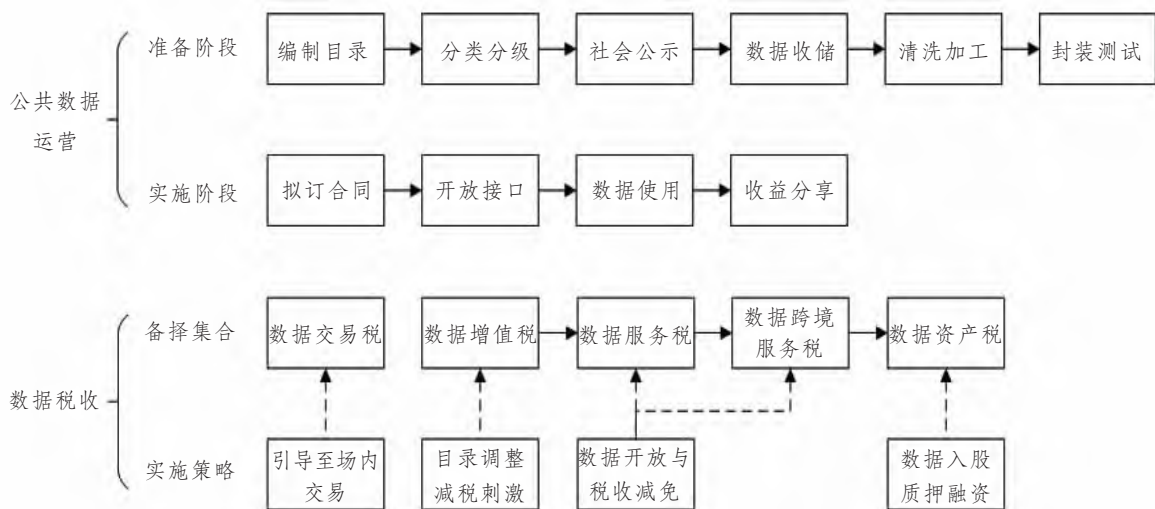 准备阶段
编制目录
分类分级
社会公示
数据收储
清洗加工
封装测试
公共数据
运营
实施阶段
拟订合同
开放接口
数据使用
收益分享
备择集合
数据交易税
数据增值税
数据服务税
数据跨境
服务税
数据资产税
数据税收
实施策略
引导至场内
交易
目录调整
减税刺激
数据开放与
税收减免
数据入股
质押融资